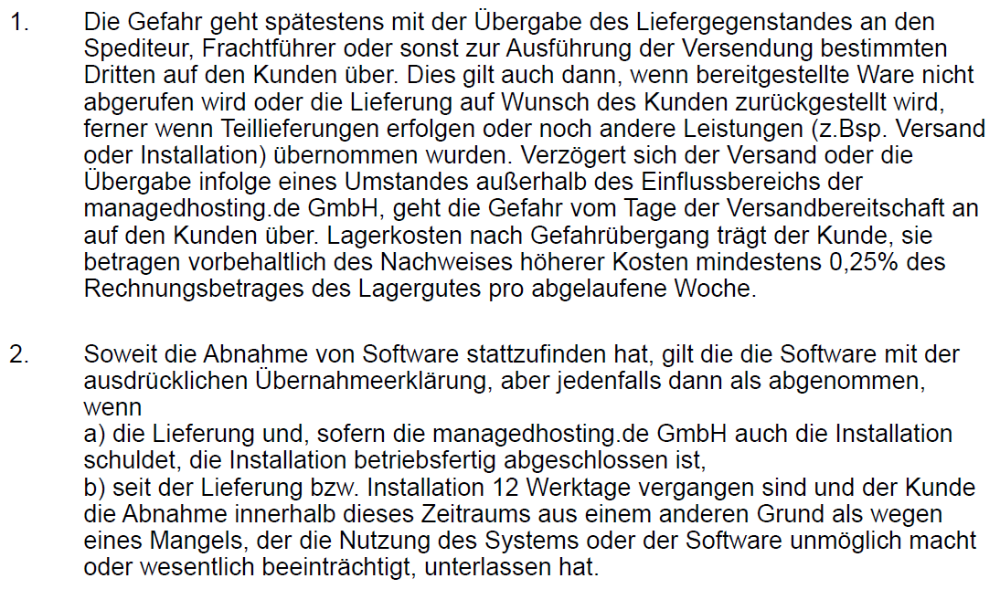 1. Die Gefahr geht spätestens mit der Übergabe des Liefergegenstandes an den
Spediteur, Frachtführer oder sonst zur Ausführung der Versendung bestimmten
Dritten auf den Kunden über. Dies gilt auch dann, wenn bereitgestellte Ware nicht
abgerufen wird oder die Lieferung auf Wunsch des Kunden zurückgestellt wird,
ferner wenn Teillieferungen erfolgen oder noch andere Leistungen (z.Bsp. Versand
oder Installation) übernommen wurden. Verzögert sich der Versand oder die
Übergabe infolge eines Umstandes außerhalb des Einflussbereichs der
managedhosting.de GmbH, geht die Gefahr vom Tage der Versandbereitschaft an
auf den Kunden über. Lagerkosten nach Gefahrübergang trägt der Kunde, sie
betragen vorbehaltlich des Nachweises höherer Kosten mindestens 0,25% des
Rechnungsbetrages des Lagergutes pro abgelaufene Woche.
2. Soweit die Abnahme von Software stattzufinden hat, gilt die die Software mit der
ausdrücklichen Übernahmeerklärung, aber jedenfalls dann als abgenommen,
wenn
a) die Lieferung und, sofern die managedhosting.de GmbH auch die Installation
schuldet, die Installation betriebsfertig abgeschlossen ist,
b) seit der Lieferung bzw. Installation 12 Werktage vergangen sind und der Kunde
die Abnahme innerhalb dieses Zeitraums aus einem anderen Grund als wegen
eines Mangels, der die Nutzung des Systems oder der Software unmöglich macht
oder wesentlich beeinträchtigt, unterlassen hat.